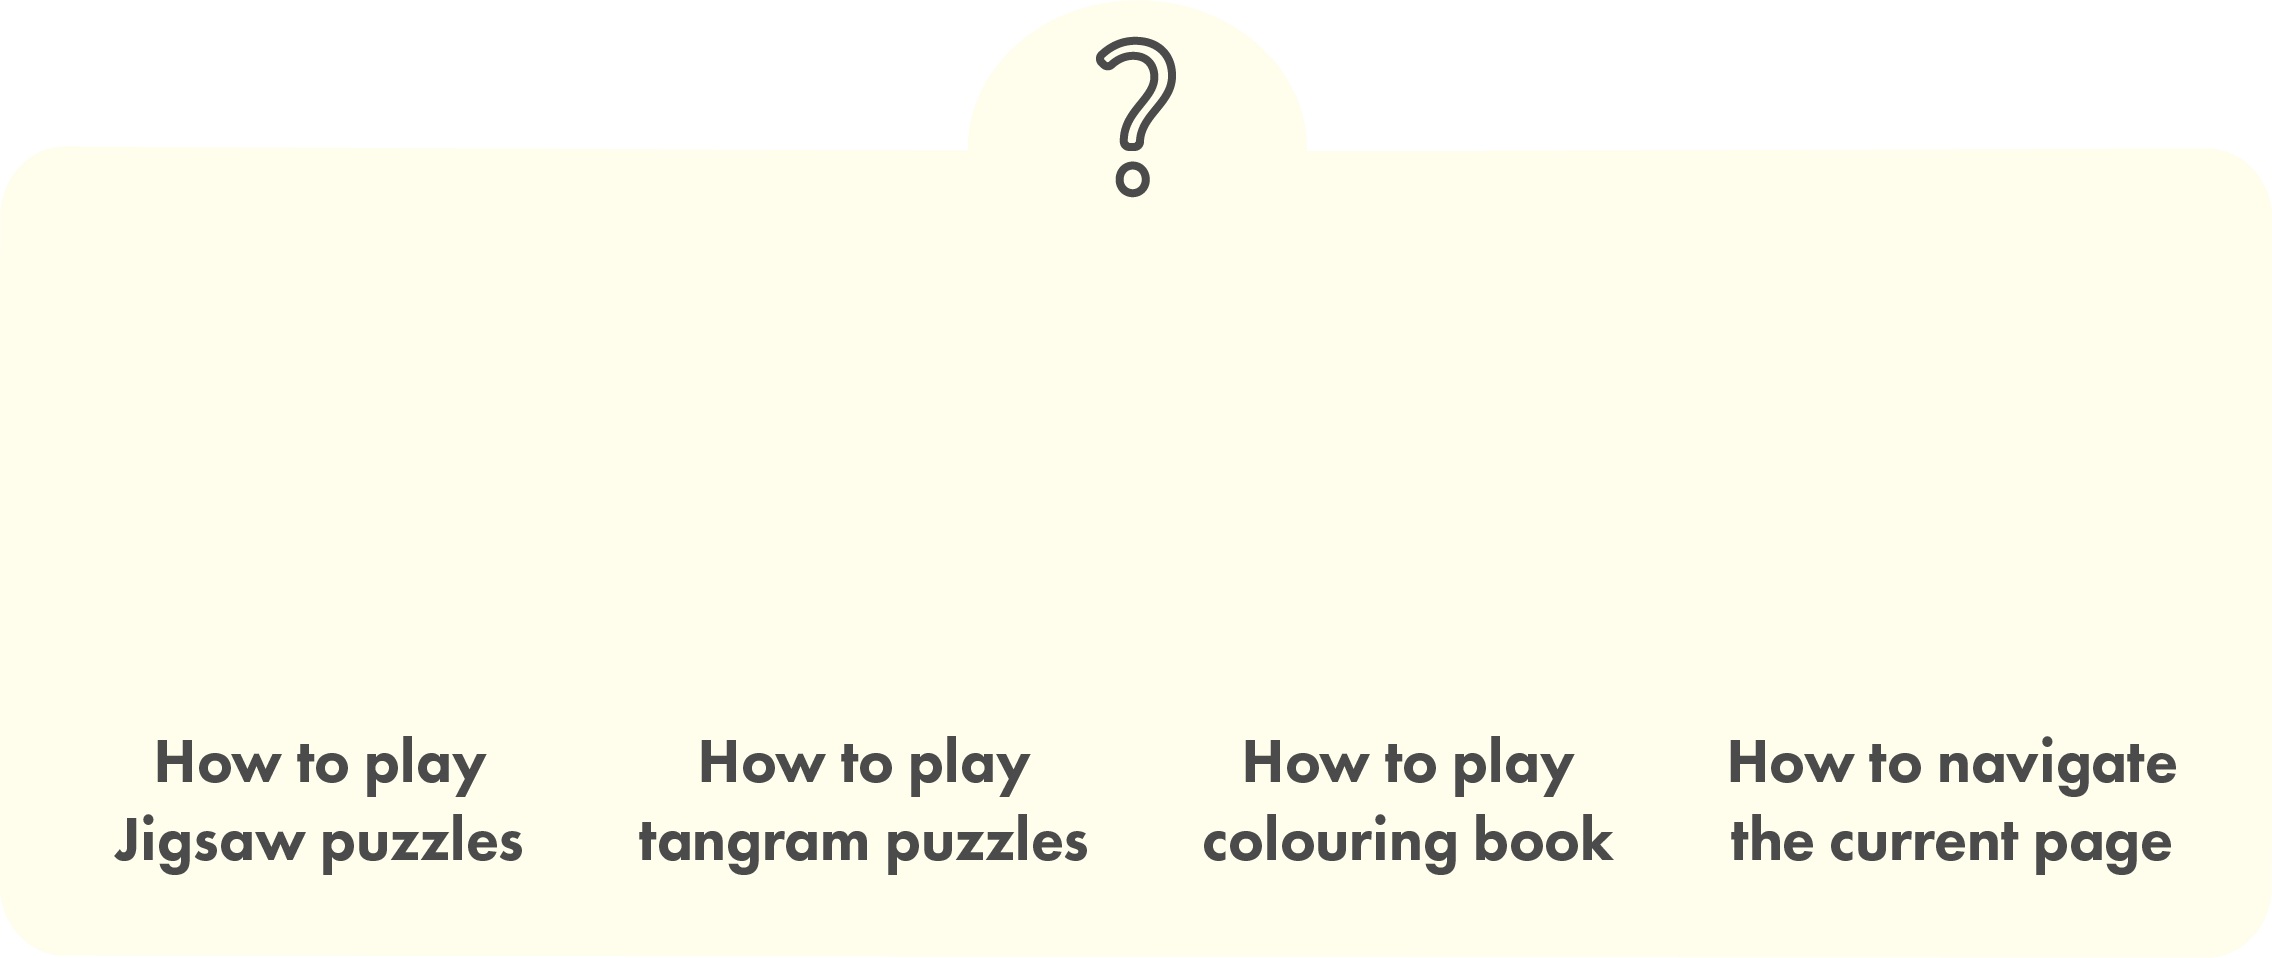 ?
How to play
Jigsaw puzzles
How to play
tangram puzzles
How to play
colouring book
How to navigate
the current page